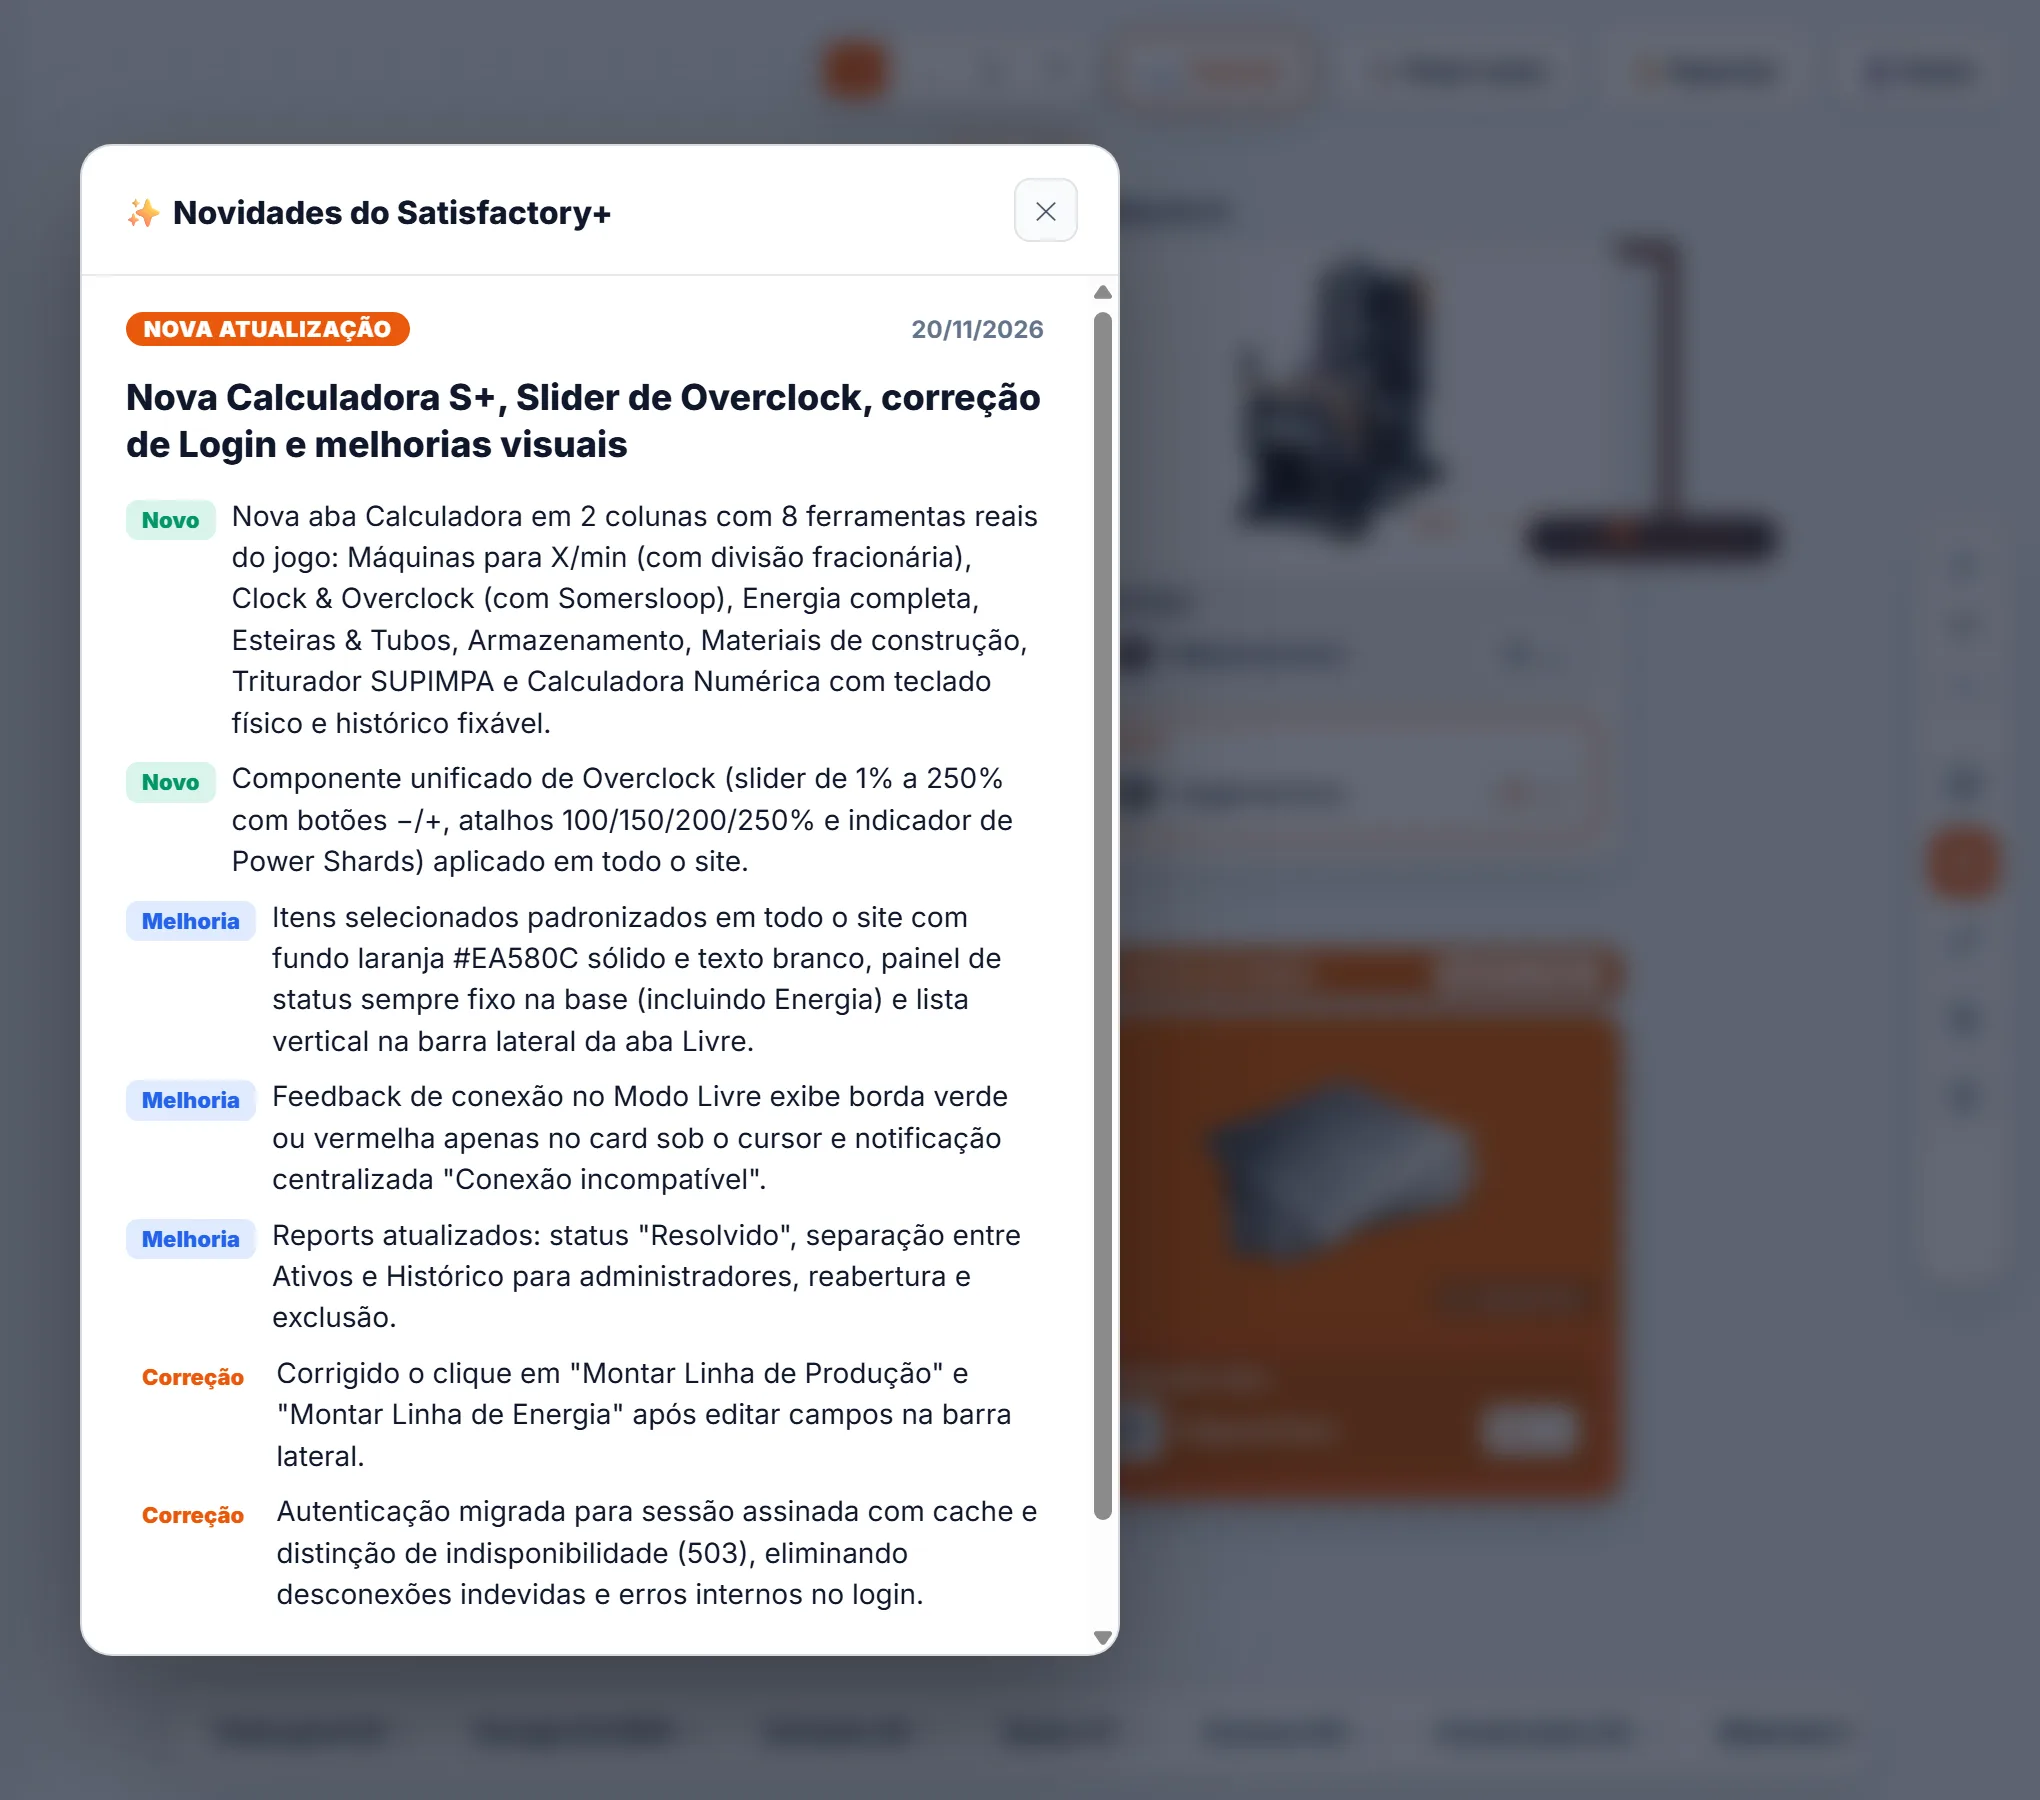 ✨ Novidades do Satisfactory+
NOVA ATUALIZAÇÃO
20/11/2026
Nova Calculadora S+, Slider de Overclock, correção
de Login e melhorias visuais
Novo
Nova aba Calculadora em 2 colunas com 8 ferramentas reais
do jogo: Máquinas para X/min (com divisão fracionária),
Clock & Overclock (com Somersloop), Energia completa,
Esteiras & Tubos, Armazenamento, Materiais de construção,
Triturador SUPIMPA e Calculadora Numérica com teclado
físico e histórico fixável.
Novo
Componente unificado de Overclock (slider de 1% a 250%
com botões −/+, atalhos 100/150/200/250% e indicador de
Power Shards) aplicado em todo o site.
Melhoria
Itens selecionados padronizados em todo o site com
fundo laranja #EA580C sólido e texto branco, painel de
status sempre fixo na base (incluindo Energia) e lista
vertical na barra lateral da aba Livre.
Melhoria
Feedback de conexão no Modo Livre exibe borda verde
ou vermelha apenas no card sob o cursor e notificação
centralizada "Conexão incompatível".
Melhoria
Reports atualizados: status "Resolvido", separação entre
Ativos e Histórico para administradores, reabertura e
exclusão.
Correção
Corrigido o clique em "Montar Linha de Produção" e
"Montar Linha de Energia" após editar campos na barra
lateral.
Correção
Autenticação migrada para sessão assinada com cache e
distinção de indisponibilidade (503), eliminando
desconexões indevidas e erros internos no login.